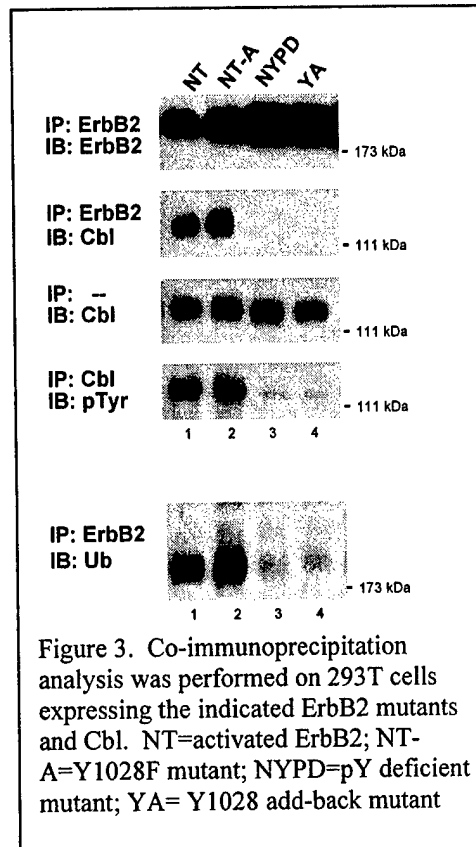 NT NT-A NYPD YA
IP: ErbB2
IB: ErbB2
- 173 kDa
IP: ErbB2
IB: Cbl
- 111 kDa
IP: --
IB: Cbl
- 111 kDa
IP: Cbl
IB: pTyr
- 111 kDa
1 2 3 4
IP: ErbB2
IB: Ub
- 173 kDa
1 2 3 4
Figure 3. Co-immunoprecipitation
analysis was performed on 293T cells
expressing the indicated ErbB2 mutants
and Cbl. NT=activated ErbB2; NT-
A=Y1028F mutant; NYPD=pY deficient
mutant; YA= Y1028 add-back mutant